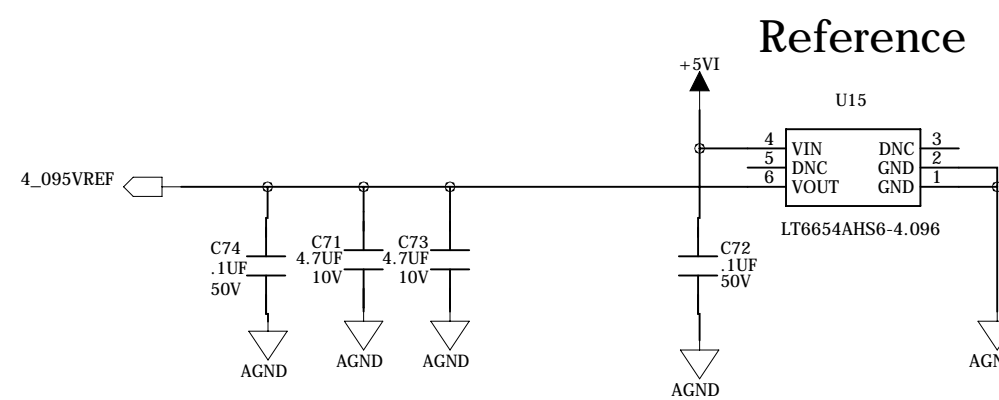 Reference
+5VI
U15
4 VIN DNC 3
5 DNC GND 2
6 VOUT GND 1
LT6654AHS6-4.096
4_095VREF
C74
.1UF
50V
C71
4.7UF
10V
C73
4.7UF
10V
C72
.1UF
50V
AGND
AGND
AGND
AGND